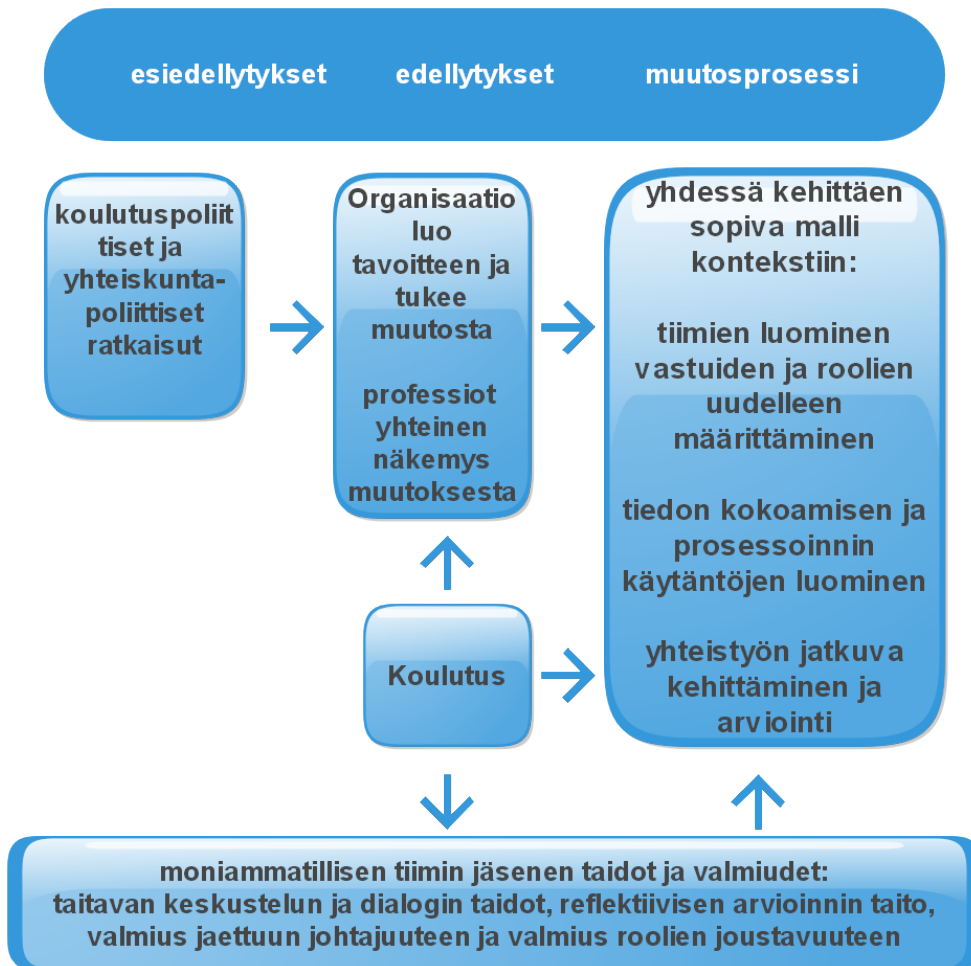 esiedellytykset edellytykset muutosprosessi
koulutuspoliit
tiset ja
yhteiskunta-
poliittiset
ratkaisut
Organisaatio
luo
tavoitteen ja
tukee
muutosta
professiot
yhteinen
näkemys
muutoksesta
yhdessä kehittäen
sopiva malli
kontekstiin:
tiimien luominen
vastuiden ja roolien
uudelleen
määrittäminen
tiedon kokoamisen ja
prosessoinnin
käytäntöjen luominen
yhteistyön jatkuva
kehittäminen ja
arviointi
Koulutus
moniammatillisen tiimin jäsenen taidot ja valmiudet:
taitavan keskustelun ja dialogin taidot, reflektiivisen arvioinnin taito,
valmius jaettuun johtajuuteen ja valmius roolien joustavuuteen